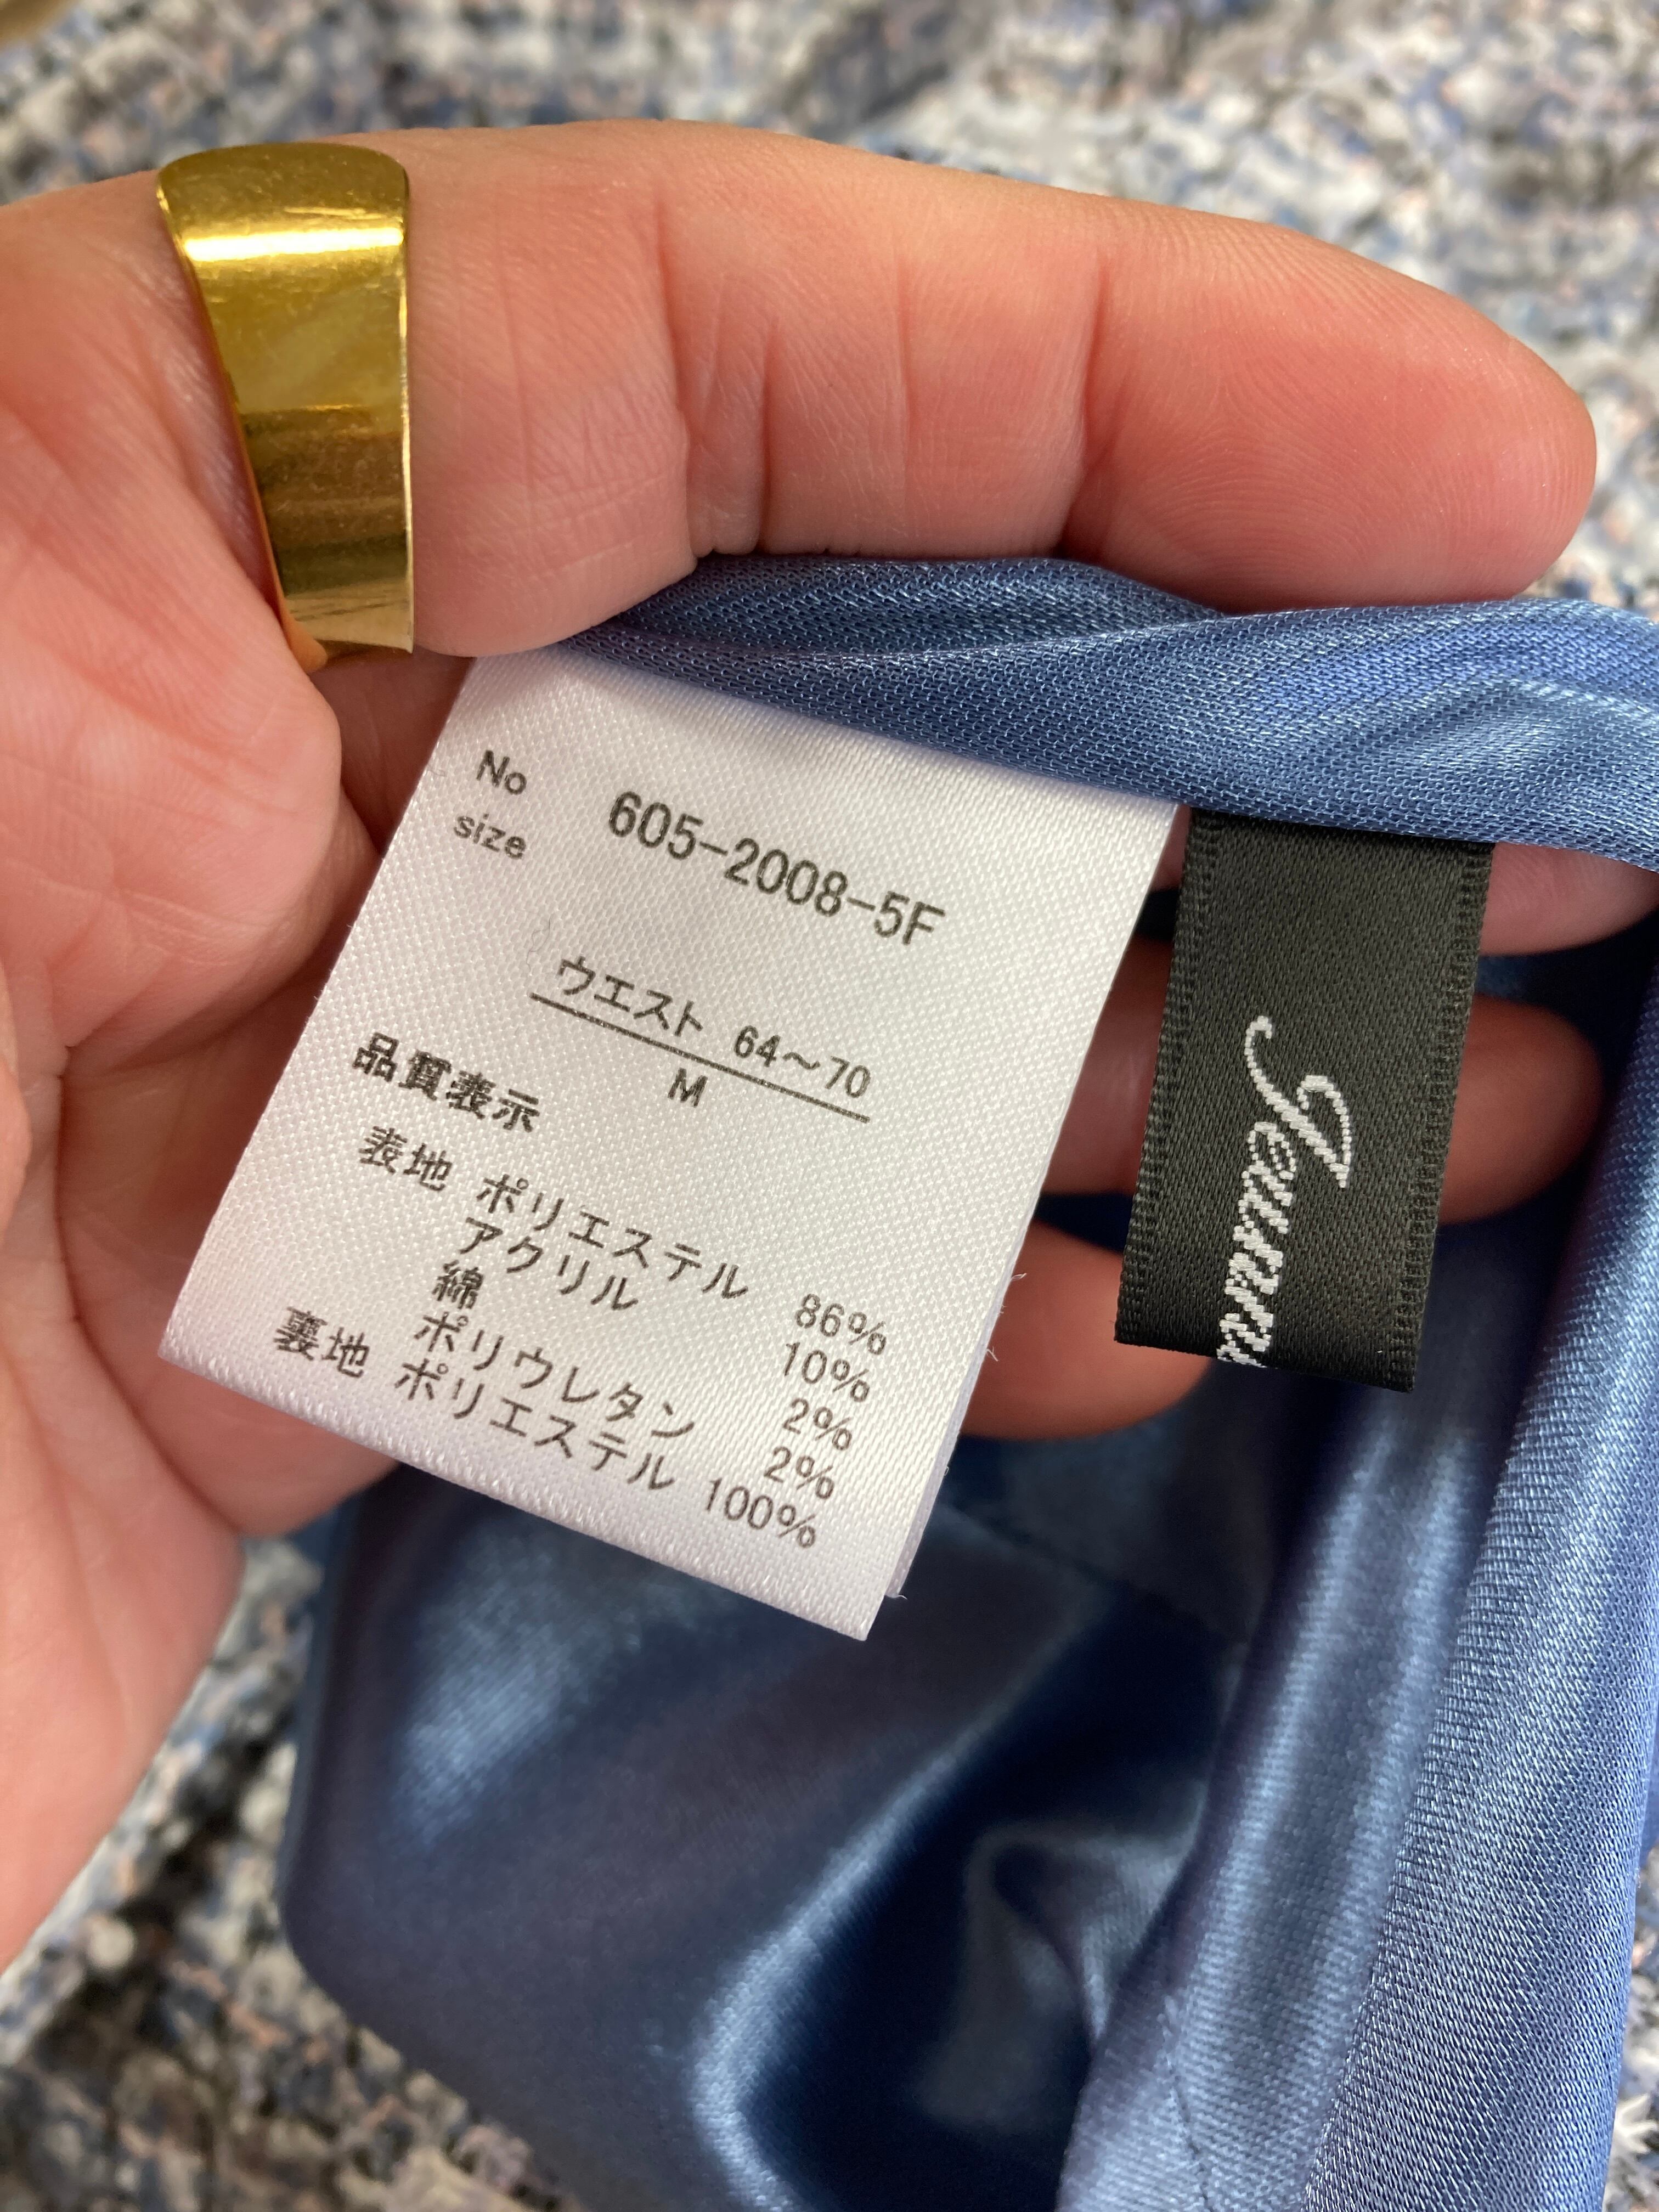 No 605-2008-5F
size
ウエスト 64～70
M
品質表示
表地 ポリエステル 86%
アクリル 10%
綿 2%
ポリウレタン 2%
裏地 ポリエステル 100%